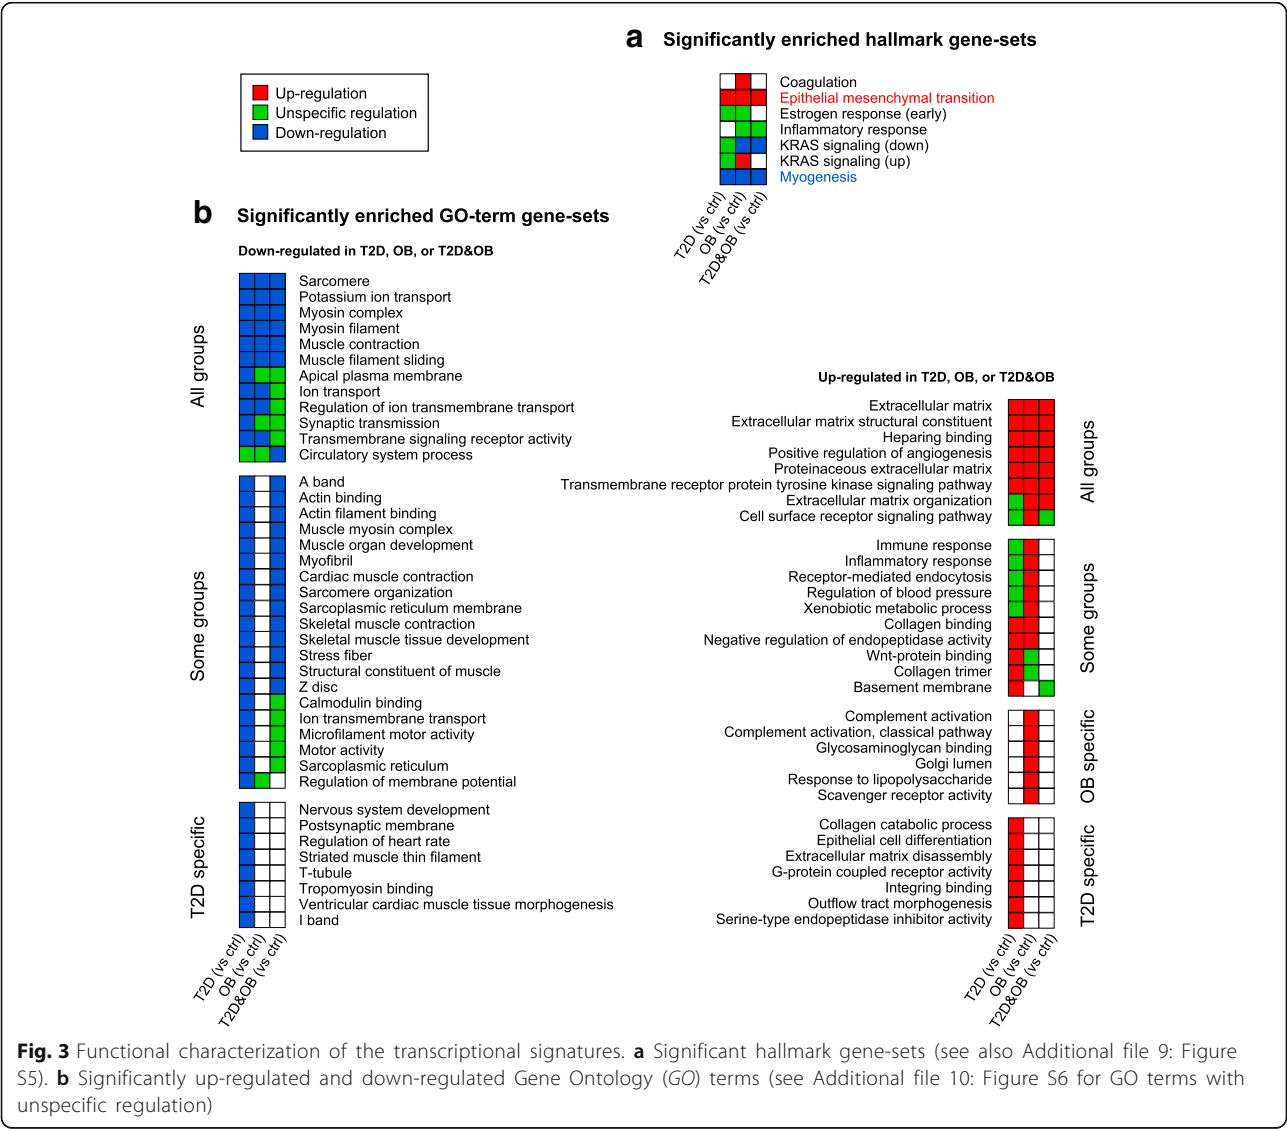 a Significantly enriched hallmark gene-sets
Up-regulation
Unspecific regulation
Down-regulation
Coagulation
Epithelial mesenchymal transition
Estrogen response (early)
Inflammatory response
KRAS signaling (down)
KRAS signaling (up)
Myogenesis
T2D (vs ctrl)
OB (vs ctrl)
T2D&OB (vs ctrl)
b Significantly enriched GO-term gene-sets
Down-regulated in T2D, OB, or T2D&OB
All groups
Sarcomere
Potassium ion transport
Myosin complex
Myosin filament
Muscle contraction
Muscle filament sliding
Apical plasma membrane
Ion transport
Regulation of ion transmembrane transport
Synaptic transmission
Transmembrane signaling receptor activity
Circulatory system process
Some groups
A band
Actin binding
Actin filament binding
Muscle myosin complex
Muscle organ development
Myofibril
Cardiac muscle contraction
Sarcomere organization
Sarcoplasmic reticulum membrane
Skeletal muscle contraction
Skeletal muscle tissue development
Stress fiber
Structural constituent of muscle
Z disc
Calmodulin binding
Ion transmembrane transport
Microfilament motor activity
Motor activity
Sarcoplasmic reticulum
Regulation of membrane potential
T2D specific
Nervous system development
Postsynaptic membrane
Regulation of heart rate
Striated muscle thin filament
T-tubule
Tropomyosin binding
Ventricular cardiac muscle tissue morphogenesis
I band
T2D (vs ctrl)
OB (vs ctrl)
T2D&OB (vs ctrl)
Up-regulated in T2D, OB, or T2D&OB
Extracellular matrix
Extracellular matrix structural constituent
Heparing binding
Positive regulation of angiogenesis
Proteinaceous extracellular matrix
Transmembrane receptor protein tyrosine kinase signaling pathway
Extracellular matrix organization
Cell surface receptor signaling pathway
All groups
Immune response
Inflammatory response
Receptor-mediated endocytosis
Regulation of blood pressure
Xenobiotic metabolic process
Collagen binding
Negative regulation of endopeptidase activity
Wnt-protein binding
Collagen trimer
Basement membrane
Some groups
Complement activation
Complement activation, classical pathway
Glycosaminoglycan binding
Golgi lumen
Response to lipopolysaccharide
Scavenger receptor activity
OB specific
Collagen catabolic process
Epithelial cell differentiation
Extracellular matrix disassembly
G-protein coupled receptor activity
Integring binding
Outflow tract morphogenesis
Serine-type endopeptidase inhibitor activity
T2D specific
T2D (vs ctrl)
OB (vs ctrl)
T2D&OB (vs ctrl)
Fig. 3 Functional characterization of the transcriptional signatures. a Significant hallmark gene-sets (see also Additional file 9: Figure
S5). b Significantly up-regulated and down-regulated Gene Ontology (GO) terms (see Additional file 10: Figure S6 for GO terms with
unspecific regulation)